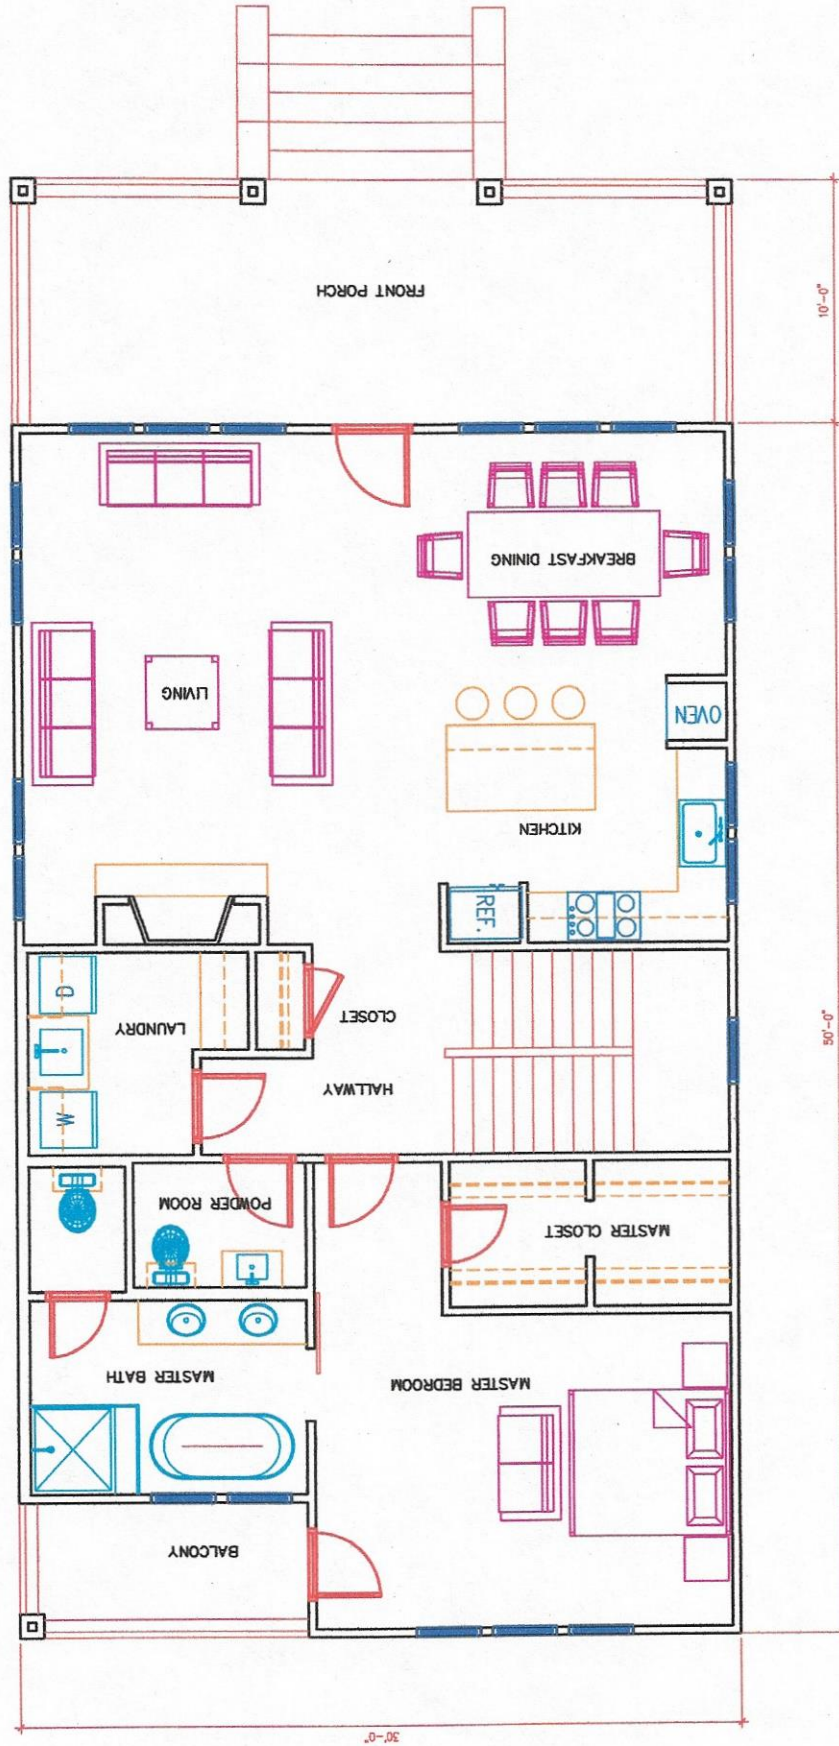 30'-0"
BALCONY
MASTER BEDROOM
MASTER BATH
MASTER CLOSET
POWDER ROOM
W
HALLWAY
LAUNDRY
CLOSET
D
REF.
KITCHEN
OVEN
LIVING
BREAKFAST DINING
FRONT PORCH
50'-0"
10'-0"